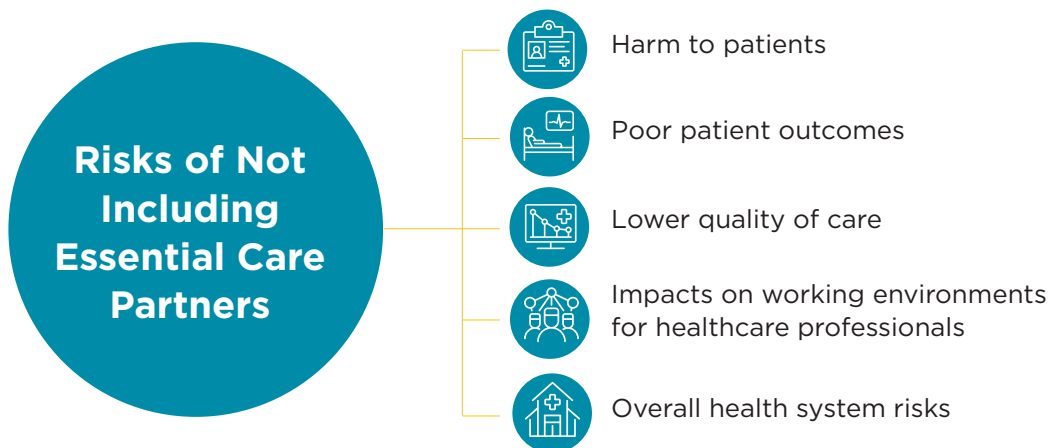 Risks of Not
Including
Essential Care
Partners
Harm to patients
Poor patient outcomes
Lower quality of care
Impacts on working environments
for healthcare professionals
Overall health system risks